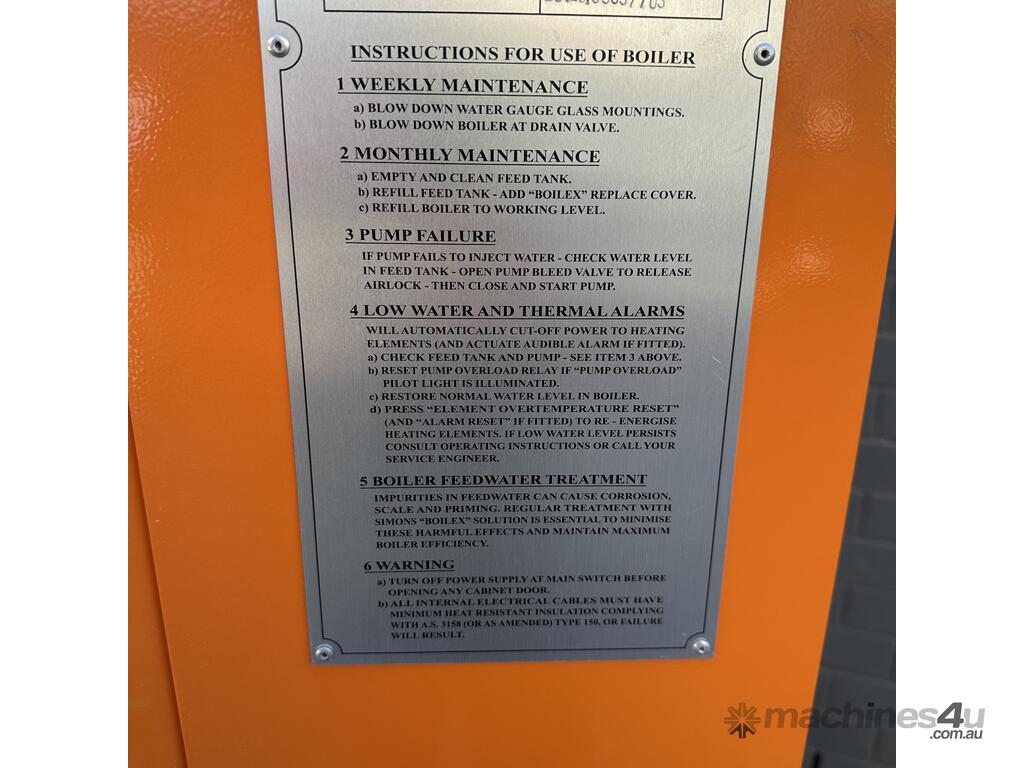 INSTRUCTIONS FOR USE OF BOILER
1 WEEKLY MAINTENANCE
a) BLOW DOWN WATER GAUGE GLASS MOUNTINGS.
b) BLOW DOWN BOILER AT DRAIN VALVE.
2 MONTHLY MAINTENANCE
a) EMPTY AND CLEAN FEED TANK.
b) REFILL FEED TANK - ADD “BOILEX” REPLACE COVER.
c) REFILL BOILER TO WORKING LEVEL.
3 PUMP FAILURE
IF PUMP FAILS TO INJECT WATER - CHECK WATER LEVEL
IN FEED TANK - OPEN PUMP BLEED VALVE TO RELEASE
AIRLOCK - THEN CLOSE AND START PUMP.
4 LOW WATER AND THERMAL ALARMS
WILL AUTOMATICALLY CUT-OFF POWER TO HEATING
ELEMENTS (AND ACTUATE AUDIBLE ALARM IF FITTED).
a) CHECK FEED TANK AND PUMP - SEE ITEM 3 ABOVE.
b) RESET PUMP OVERLOAD RELAY IF “PUMP OVERLOAD”
PILOT LIGHT IS ILLUMINATED.
c) RESTORE NORMAL WATER LEVEL IN BOILER.
d) PRESS “ELEMENT OVERTEMPERATURE RESET”
(AND “ALARM RESET” IF FITTED) TO RE - ENERGISE
HEATING ELEMENTS. IF LOW WATER LEVEL PERSISTS
CONSULT OPERATING INSTRUCTIONS OR CALL YOUR
SERVICE ENGINEER.
5 BOILER FEEDWATER TREATMENT
IMPURITIES IN FEEDWATER CAN CAUSE CORROSION,
SCALE AND PRIMING. REGULAR TREATMENT WITH
SIMONS “BOILEX” SOLUTION IS ESSENTIAL TO MINIMISE
THESE HARMFUL EFFECTS AND MAINTAIN MAXIMUM
BOILER EFFICIENCY.
6 WARNING
a) TURN OFF POWER SUPPLY AT MAIN SWITCH BEFORE
OPENING ANY CABINET DOOR.
b) ALL INTERNAL ELECTRICAL CABLES MUST HAVE
MINIMUM HEAT RESISTANT INSULATION COMPLYING
WITH A.S. 3158 (OR AS AMENDED) TYPE 150, OR FAILURE
WILL RESULT.
machines4u
.com.au